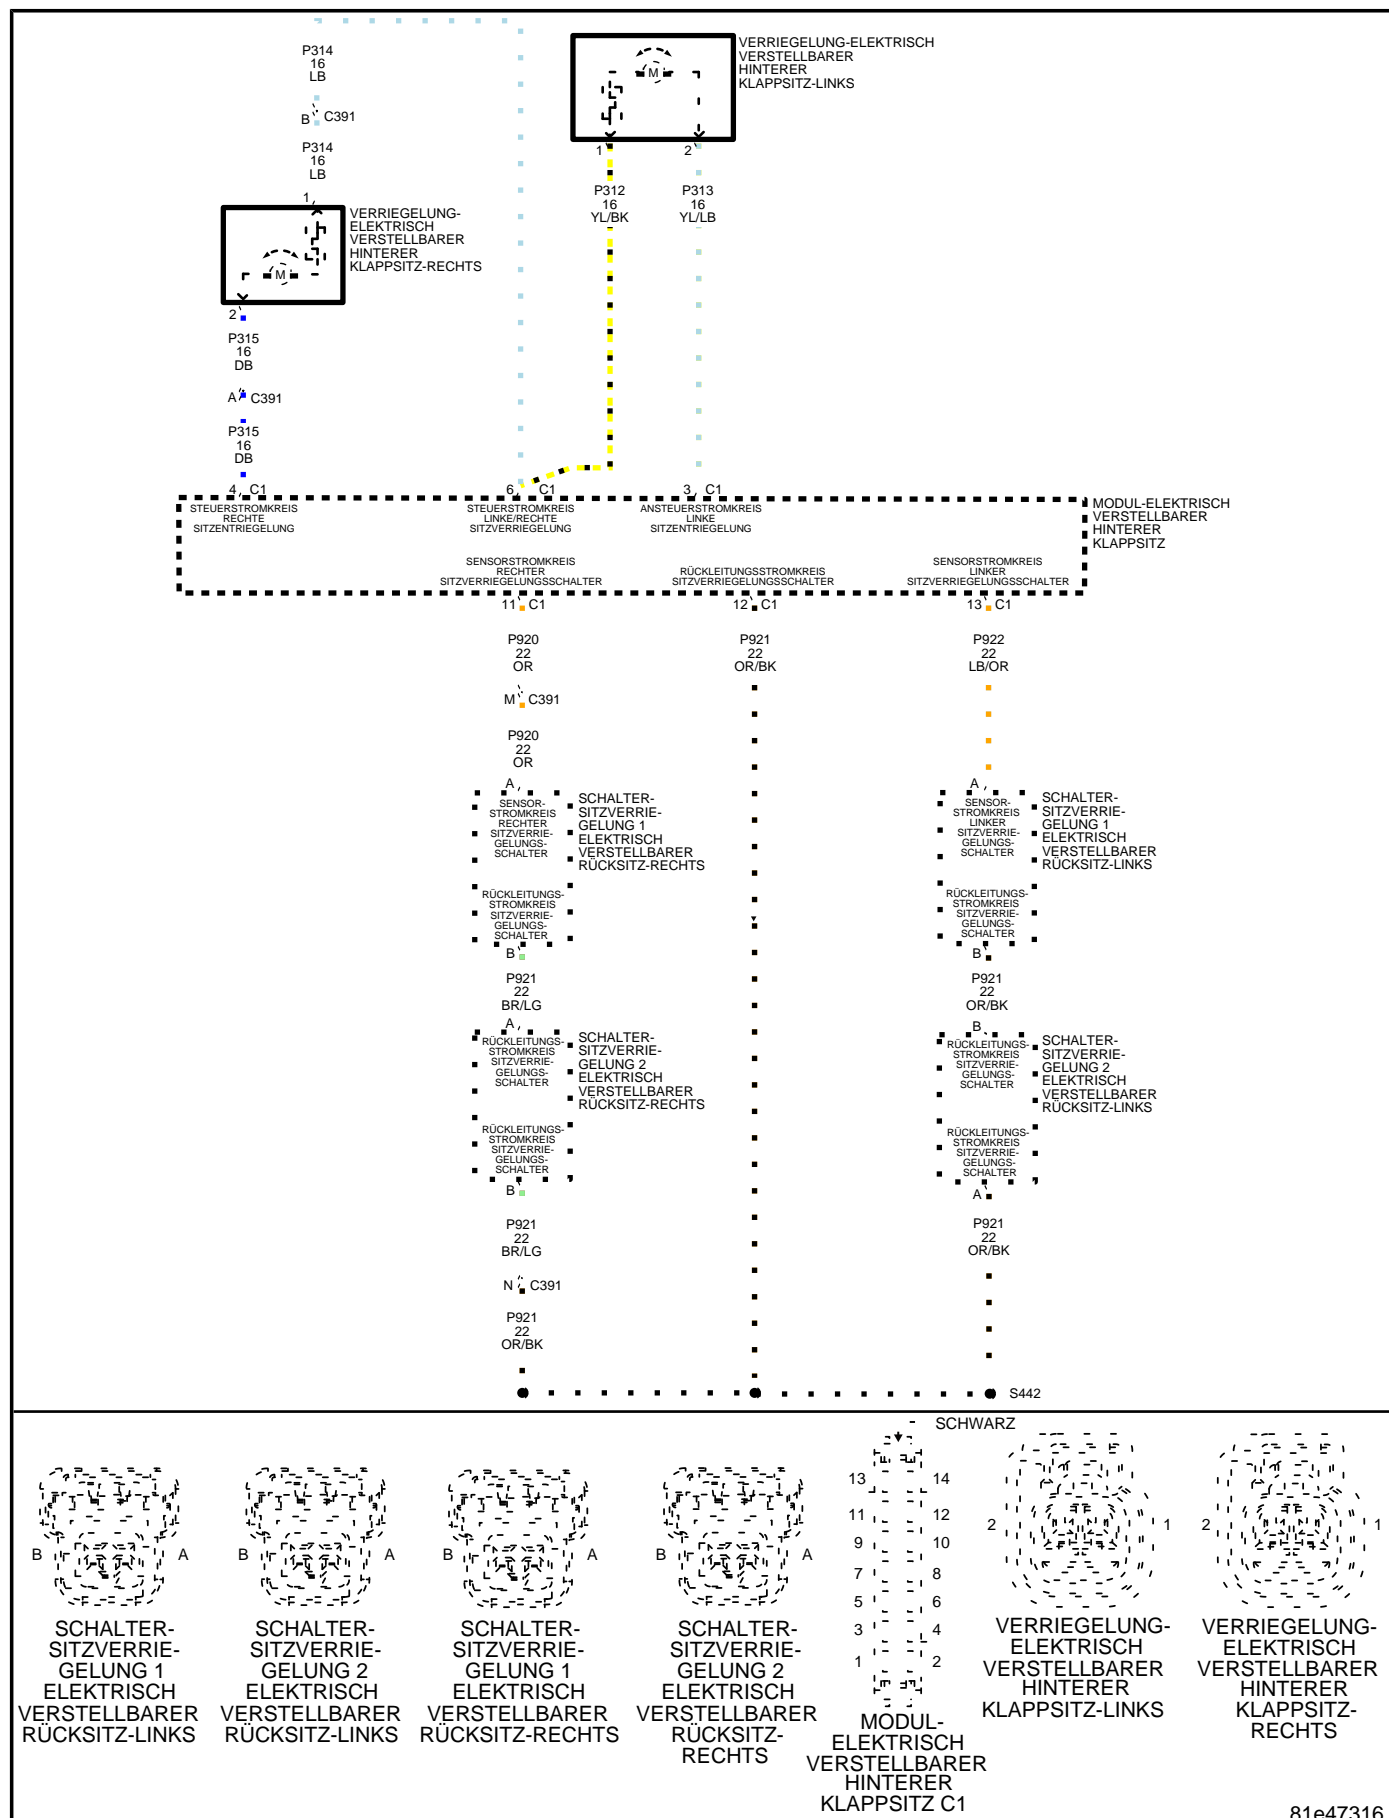 P314
16
LB
B
C391
P314
16
LB
1
VERRIEGELUNG-
ELEKTRISCH
VERSTELLBARER
HINTERER
KLAPPSITZ-RECHTS
M
2
P315
16
DB
A
C391
P315
16
DB
VERRIEGELUNG-ELEKTRISCH
VERSTELLBARER
HINTERER
KLAPPSITZ-LINKS
M
1
2
P312
16
YL/BK
P313
16
YL/LB
4 C1
6 C1
3 C1
STEUERSTROMKREIS
RECHTE
SITZENTRIEGELUNG
STEUERSTROMKREIS
LINKE/RECHTE
SITZVERRIEGELUNG
ANSTEUERSTROMKREIS
LINKE
SITZENTRIEGELUNG
MODUL-ELEKTRISCH
VERSTELLBARER
HINTERER
KLAPPSITZ
SENSORSTROMKREIS
RECHTER
SITZVERRIEGELUNGSSCHALTER
RÜCKLEITUNGSSTROMKREIS
SITZVERRIEGELUNGSSCHALTER
SENSORSTROMKREIS
LINKER
SITZVERRIEGELUNGSSCHALTER
11 C1
12 C1
13 C1
P920
22
OR
P921
22
OR/BK
P922
22
LB/OR
M
C391
P920
22
OR
A
SENSOR-
STROMKREIS
RECHTER
SITZVERRIE-
GELUNGS-
SCHALTER
RÜCKLEITUNGS-
STROMKREIS
SITZVERRIE-
GELUNGS-
SCHALTER
SCHALTER-
SITZVERRIE-
GELUNG 1
ELEKTRISCH
VERSTELLBARER
RÜCKSITZ-RECHTS
B
P921
22
BR/LG
A
RÜCKLEITUNGS-
STROMKREIS
SITZVERRIE-
GELUNGS-
SCHALTER
RÜCKLEITUNGS-
STROMKREIS
SITZVERRIE-
GELUNGS-
SCHALTER
SCHALTER-
SITZVERRIE-
GELUNG 2
ELEKTRISCH
VERSTELLBARER
RÜCKSITZ-RECHTS
B
P921
22
BR/LG
N
C391
P921
22
OR/BK
A
SENSOR-
STROMKREIS
LINKER
SITZVERRIE-
GELUNGS-
SCHALTER
RÜCKLEITUNGS-
STROMKREIS
SITZVERRIE-
GELUNGS-
SCHALTER
SCHALTER-
SITZVERRIE-
GELUNG 1
ELEKTRISCH
VERSTELLBARER
RÜCKSITZ-LINKS
B
P921
22
OR/BK
B
RÜCKLEITUNGS-
STROMKREIS
SITZVERRIE-
GELUNGS-
SCHALTER
RÜCKLEITUNGS-
STROMKREIS
SITZVERRIE-
GELUNGS-
SCHALTER
SCHALTER-
SITZVERRIE-
GELUNG 2
ELEKTRISCH
VERSTELLBARER
RÜCKSITZ-LINKS
A
P921
22
OR/BK
S442
B
A
SCHALTER-
SITZVERRIE-
GELUNG 1
ELEKTRISCH
VERSTELLBARER
RÜCKSITZ-LINKS
B
A
SCHALTER-
SITZVERRIE-
GELUNG 2
ELEKTRISCH
VERSTELLBARER
RÜCKSITZ-LINKS
B
A
SCHALTER-
SITZVERRIE-
GELUNG 1
ELEKTRISCH
VERSTELLBARER
RÜCKSITZ-RECHTS
B
A
SCHALTER-
SITZVERRIE-
GELUNG 2
ELEKTRISCH
VERSTELLBARER
RÜCKSITZ-
RECHTS
SCHWARZ
13 14
11 12
9 10
7 8
5 6
3 4
1 2
MODUL-
ELEKTRISCH
VERSTELLBARER
HINTERER
KLAPPSITZ C1
2
1
VERRIEGELUNG-
ELEKTRISCH
VERSTELLBARER
HINTERER
KLAPPSITZ-LINKS
2
1
VERRIEGELUNG-
ELEKTRISCH
VERSTELLBARER
HINTERER
KLAPPSITZ-
RECHTS
81e47316